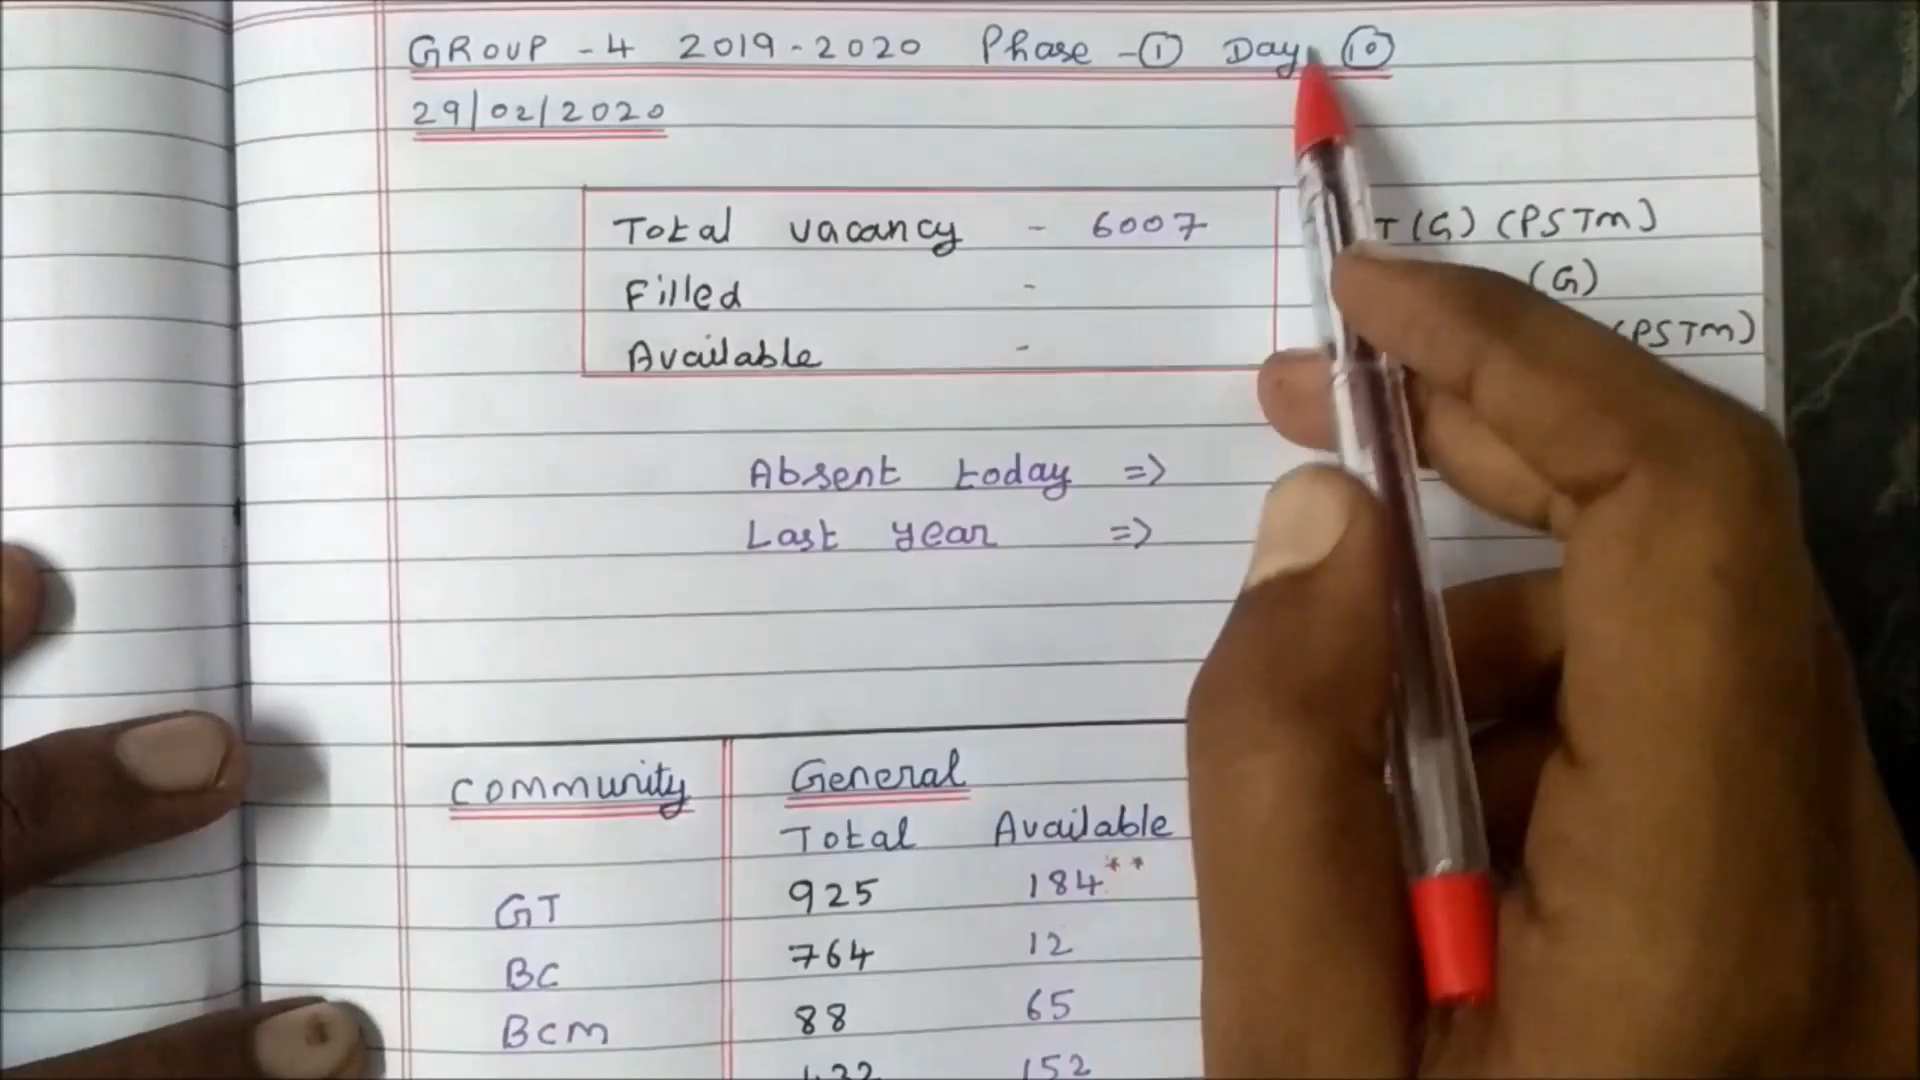 GROUP - 4 2019-2020 Phase - ① Day ⑩
29/02/2020
Total vacancy - 6007
Filled -
Available -
T(G) (PSTM)
(G)
(PSTM)
Absent today =>
Last year =>
Community General
Total Available
GT 925 184**
BC 764 12
BCM 88 65
432 152